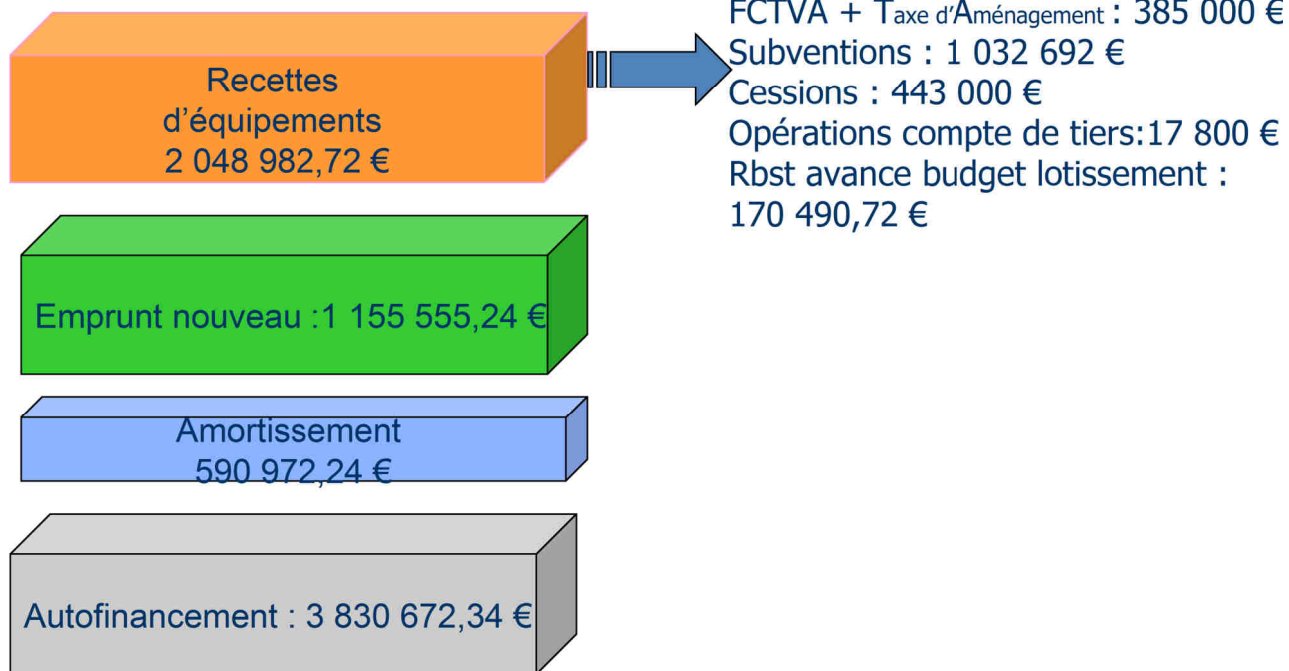 Recettes
d'équipements
2 048 982,72 €
FCTVA + Taxe d'Aménagement : 385 000 €
Subventions : 1 032 692 €
Cessions : 443 000 €
Opérations compte de tiers:17 800 €
Rbst avance budget lotissement :
170 490,72 €
Emprunt nouveau :1 155 555,24 €
Amortissement
590 972,24 €
Autofinancement : 3 830 672,34 €